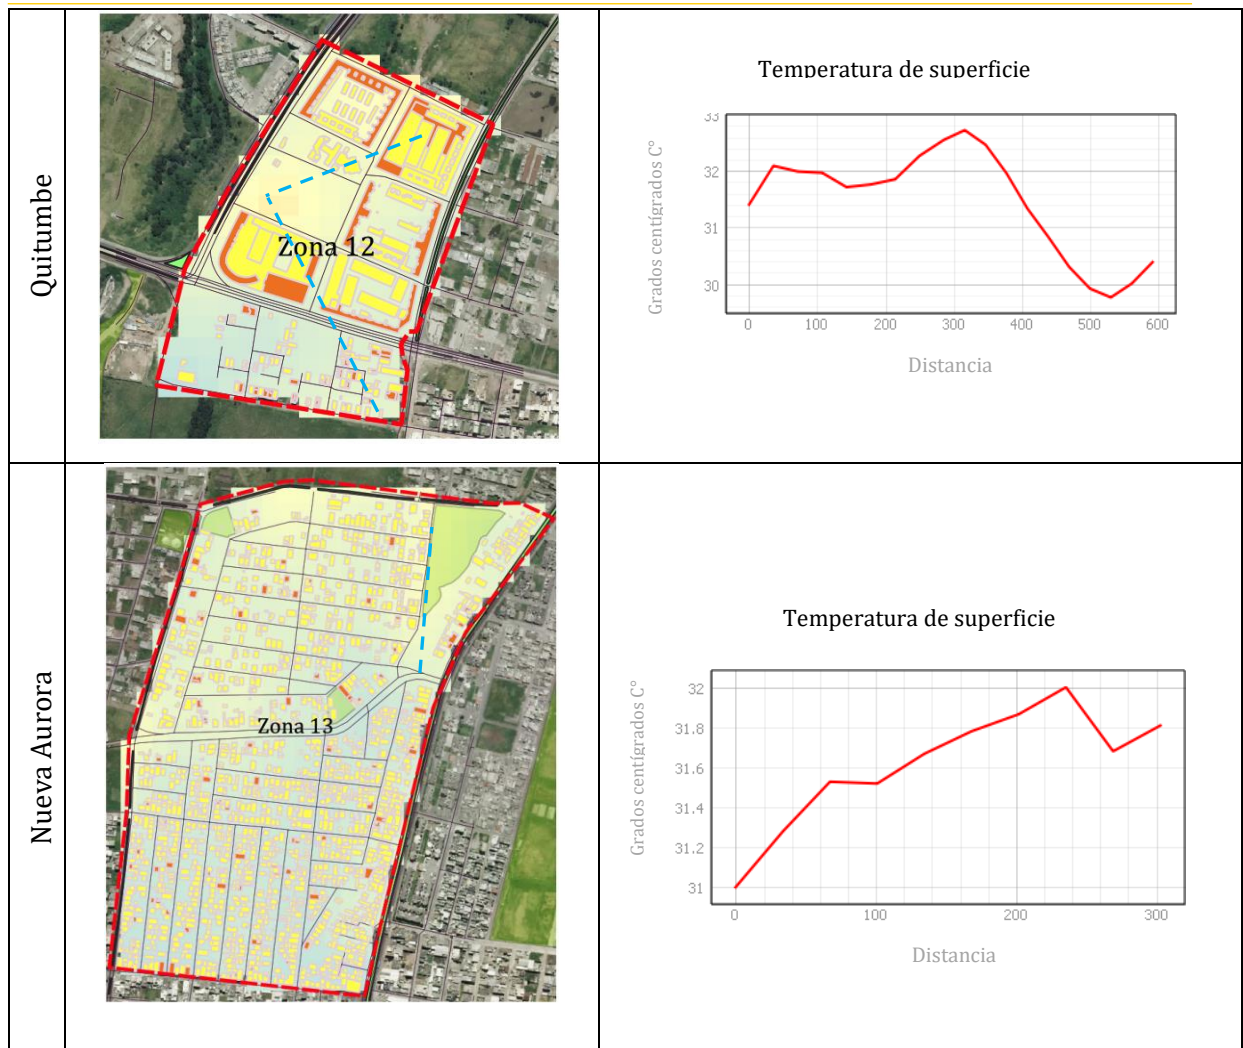 Quitumbe
Zona 12
Temperatura de superficie
Grados centígrados C°
33
32
31
30
0 100 200 300 400 500 600
Distancia
Nueva Aurora
Zona 13
Temperatura de superficie
Grados centígrados C°
32
31.8
31.6
31.4
31.2
31
0 100 200 300
Distancia